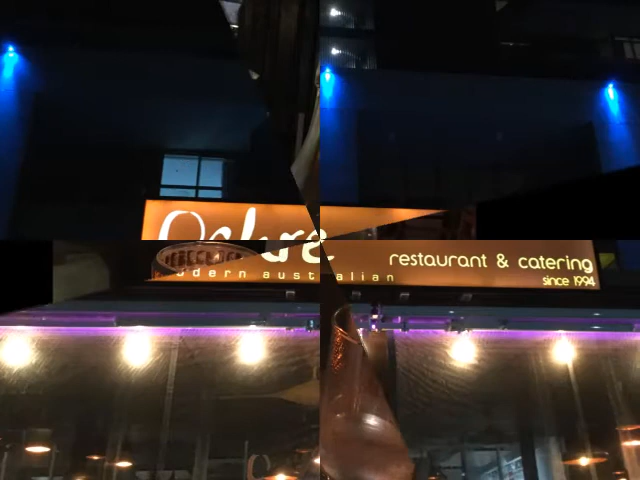 Ochre
modern australian
restaurant & catering
since 1994